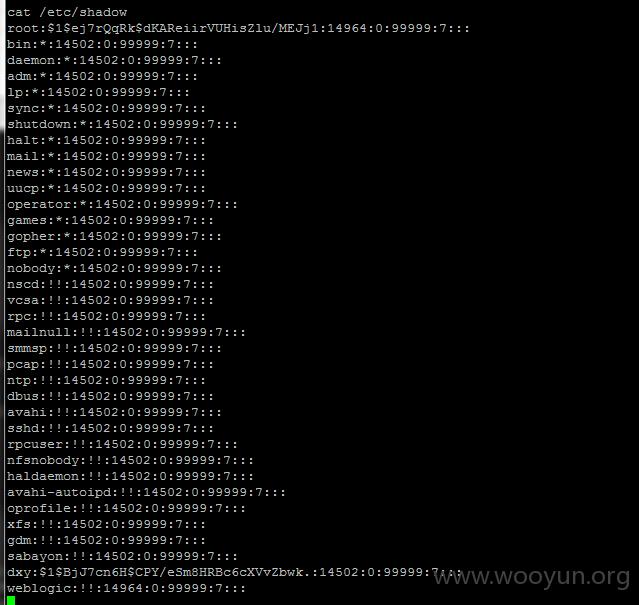 cat /etc/shadow
root:$1$ej7rQqRk$dKAReiirVUHisZlu/MEJj1:14964:0:99999:7:::
bin:*:14502:0:99999:7:::
daemon:*:14502:0:99999:7:::
adm:*:14502:0:99999:7:::
lp:*:14502:0:99999:7:::
sync:*:14502:0:99999:7:::
shutdown:*:14502:0:99999:7:::
halt:*:14502:0:99999:7:::
mail:*:14502:0:99999:7:::
news:*:14502:0:99999:7:::
uucp:*:14502:0:99999:7:::
operator:*:14502:0:99999:7:::
games:*:14502:0:99999:7:::
gopher:*:14502:0:99999:7:::
ftp:*:14502:0:99999:7:::
nobody:*:14502:0:99999:7:::
nscd:!!:14502:0:99999:7:::
vcsa:!!:14502:0:99999:7:::
rpc:!!:14502:0:99999:7:::
mailnull:!!:14502:0:99999:7:::
smmsp:!!:14502:0:99999:7:::
pcap:!!:14502:0:99999:7:::
ntp:!!:14502:0:99999:7:::
dbus:!!:14502:0:99999:7:::
avahi:!!:14502:0:99999:7:::
sshd:!!:14502:0:99999:7:::
rpcuser:!!:14502:0:99999:7:::
nfsnobody:!!:14502:0:99999:7:::
haldaemon:!!:14502:0:99999:7:::
avahi-autoipd:!!:14502:0:99999:7:::
oprofile:!!:14502:0:99999:7:::
xfs:!!:14502:0:99999:7:::
gdm:!!:14502:0:99999:7:::
sabayon:!!:14502:0:99999:7:::
dxy:$1$BjJ7cn6H$CPY/eSm8HRBc6cXVvZbwk.:14502:0:99999:7:::
weblogic:!!:14964:0:99999:7:::
www.wooyun.org